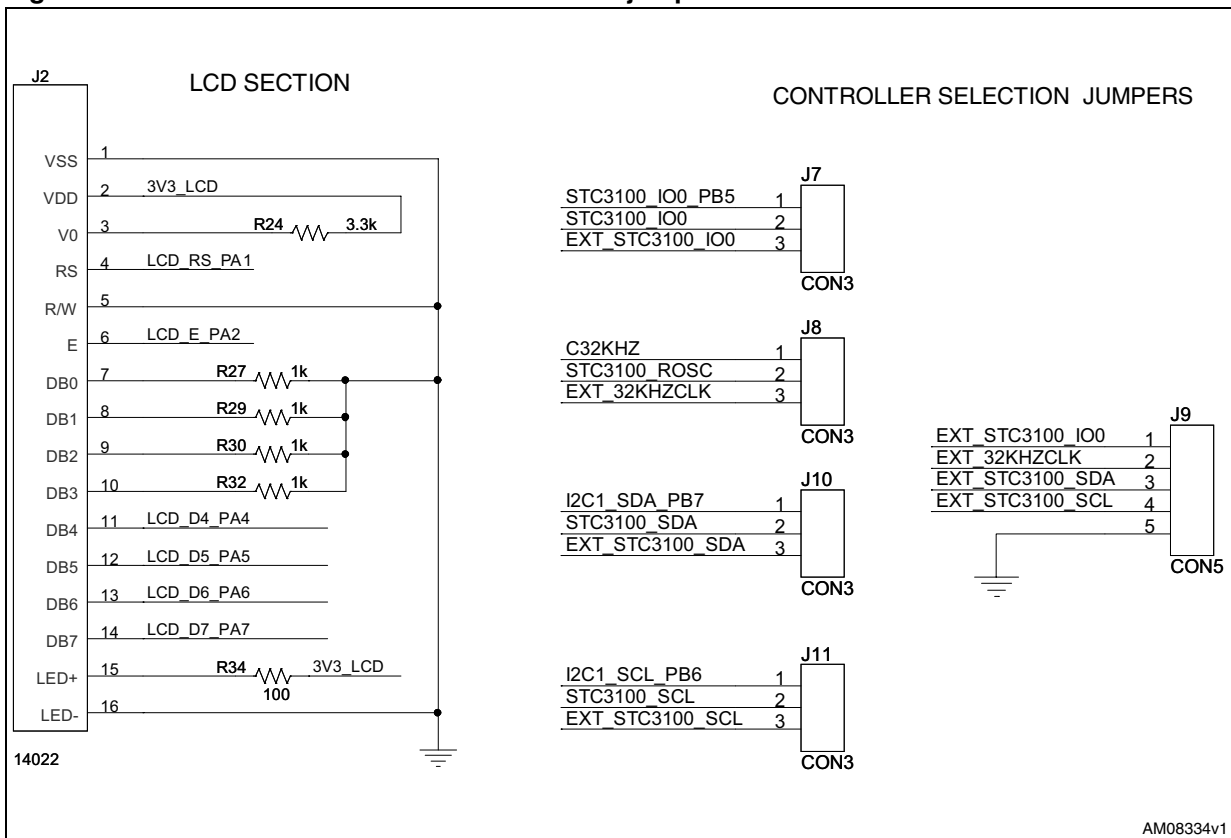 J2
LCD SECTION
VSS 1
VDD 2 3V3_LCD
V0 3 R24 3.3k
RS 4 LCD_RS_PA1
R/W 5
E 6 LCD_E_PA2
DB0 7 R27 1k
DB1 8 R29 1k
DB2 9 R30 1k
DB3 10 R32 1k
DB4 11 LCD_D4_PA4
DB5 12 LCD_D5_PA5
DB6 13 LCD_D6_PA6
DB7 14 LCD_D7_PA7
LED+ 15 R34 100 3V3_LCD
LED- 16
14022
CONTROLLER SELECTION JUMPERS
J7
STC3100_IO0_PB5 1
STC3100_IO0 2
EXT_STC3100_IO0 3
CON3
J8
C32KHZ 1
STC3100_ROSC 2
EXT_32KHZCLK 3
CON3
J10
I2C1_SDA_PB7 1
STC3100_SDA 2
EXT_STC3100_SDA 3
CON3
J11
I2C1_SCL_PB6 1
STC3100_SCL 2
EXT_STC3100_SCL 3
CON3
J9
EXT_STC3100_IO0 1
EXT_32KHZCLK 2
EXT_STC3100_SDA 3
EXT_STC3100_SCL 4
5
CON5
AM08334v1